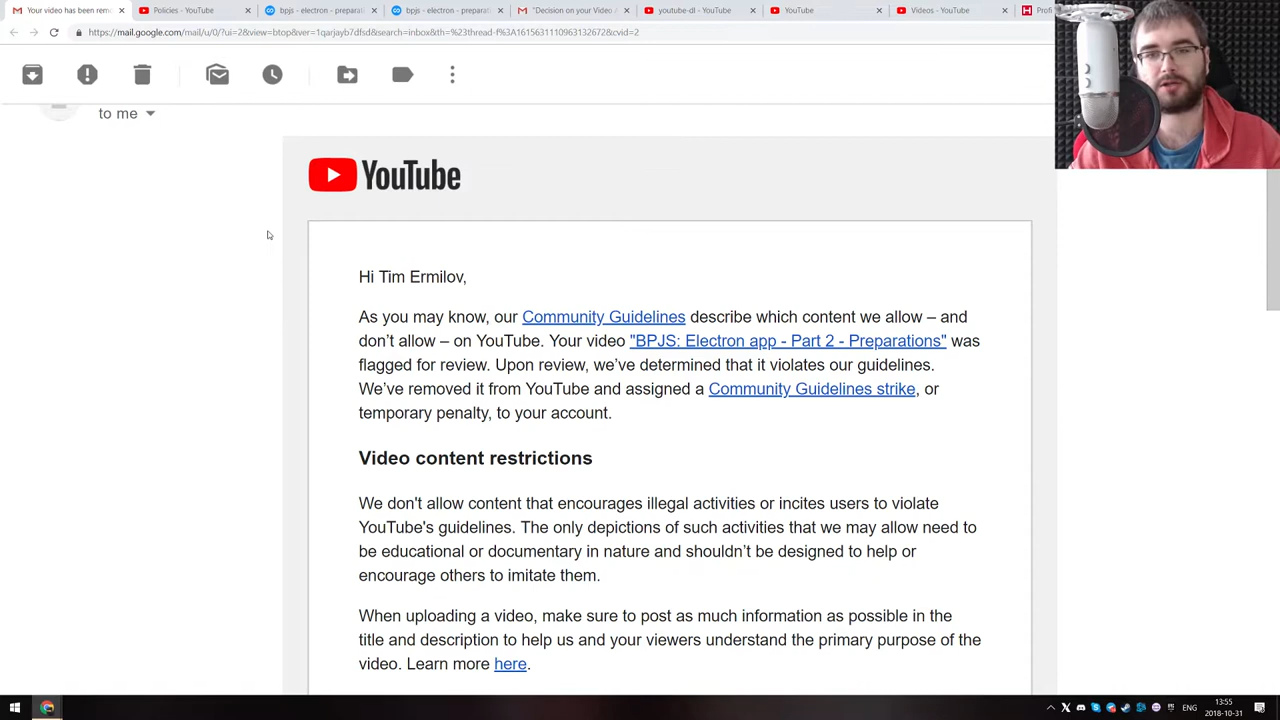 Your video has been rem
Policies - YouTube
bpjs - electron - preparat
bpjs - electron - preparat
"Decision on your Video A
youtube-dl - YouTube
YouTube
Videos - YouTube
Prof
https://mail.google.com/mail/u/0/?ui=2&view=btop&ver=1qarjayb7dfid&search=inbox&th=%23thread-f%3A1615631110963132672&cvid=2
to me
YouTube
Hi Tim Ermilov,
As you may know, our Community Guidelines describe which content we allow – and
don’t allow – on YouTube. Your video "BPJS: Electron app - Part 2 - Preparations" was
flagged for review. Upon review, we’ve determined that it violates our guidelines.
We’ve removed it from YouTube and assigned a Community Guidelines strike, or
temporary penalty, to your account.
Video content restrictions
We don't allow content that encourages illegal activities or incites users to violate
YouTube's guidelines. The only depictions of such activities that we may allow need to
be educational or documentary in nature and shouldn’t be designed to help or
encourage others to imitate them.
When uploading a video, make sure to post as much information as possible in the
title and description to help us and your viewers understand the primary purpose of the
video. Learn more here.
ENG
13:55
2018-10-31